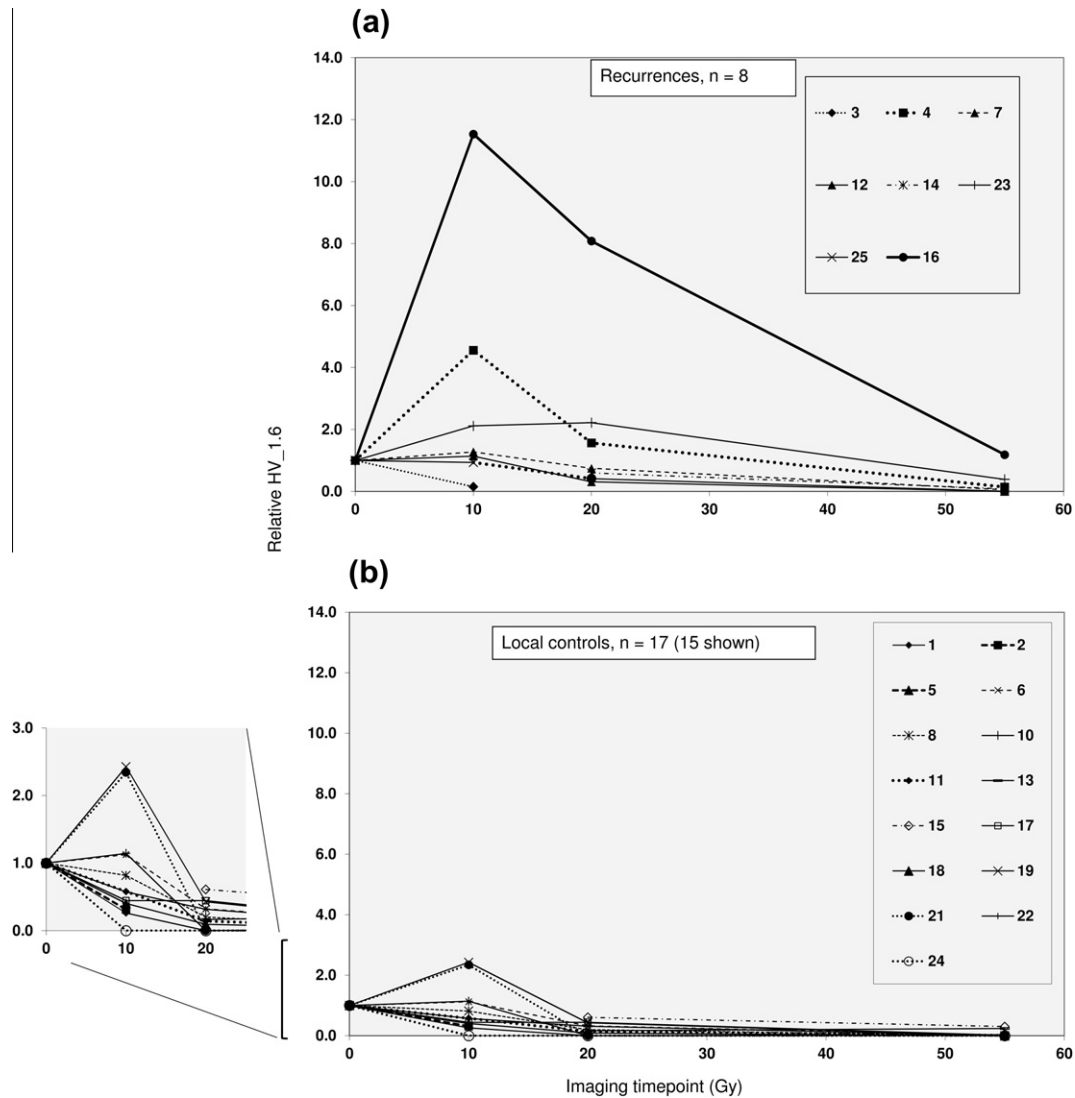 (a)
14.0
12.0
10.0
8.0
6.0
4.0
2.0
0.0
Relative HV_1.6
Recurrences, n = 8
3 4 7
12 14 23
25 16
0 10 20 30 40 50 60
(b)
14.0
12.0
10.0
8.0
6.0
4.0
2.0
0.0
Local controls, n = 17 (15 shown)
1 2
5 6
8 10
11 13
15 17
18 19
21 22
24
0 10 20 30 40 50 60
Imaging timepoint (Gy)
3.0
2.0
1.0
0.0
0 10 20